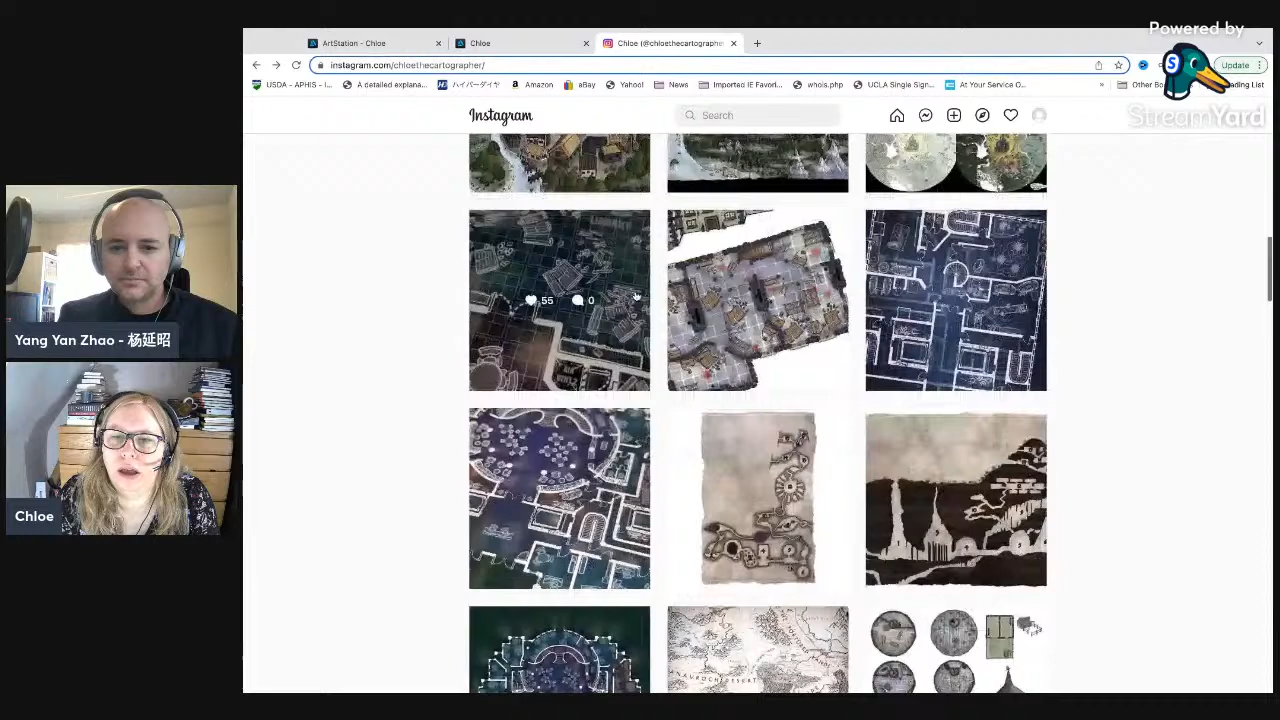 Powered by
StreamYard
ArtStation - Chloe
Chloe
Chloe (@chloethecartographer
instagram.com/chloethecartographer/
Update
USDA - APHIS - I...
A detailed explana...
ハイパーダイヤ
Amazon
eBay
Yahoo!
News
Imported IE Favori...
whois.php
UCLA Single Sign...
At Your Service O...
»
Other Bo
ading List
Instagram
Search
55
0
Yang Yan Zhao - 杨延昭
Chloe